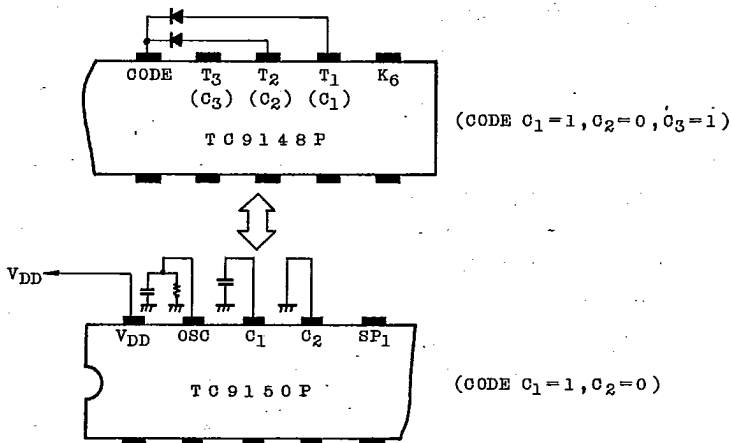 CODE T3 T2 T1 K6
(C3) (C2) (C1)
TC9148P
(CODE C1=1, C2=0, C3=1)
VDD
VDD OSC C1 C2 SP1
TC9150P
(CODE C1=1, C2=0)